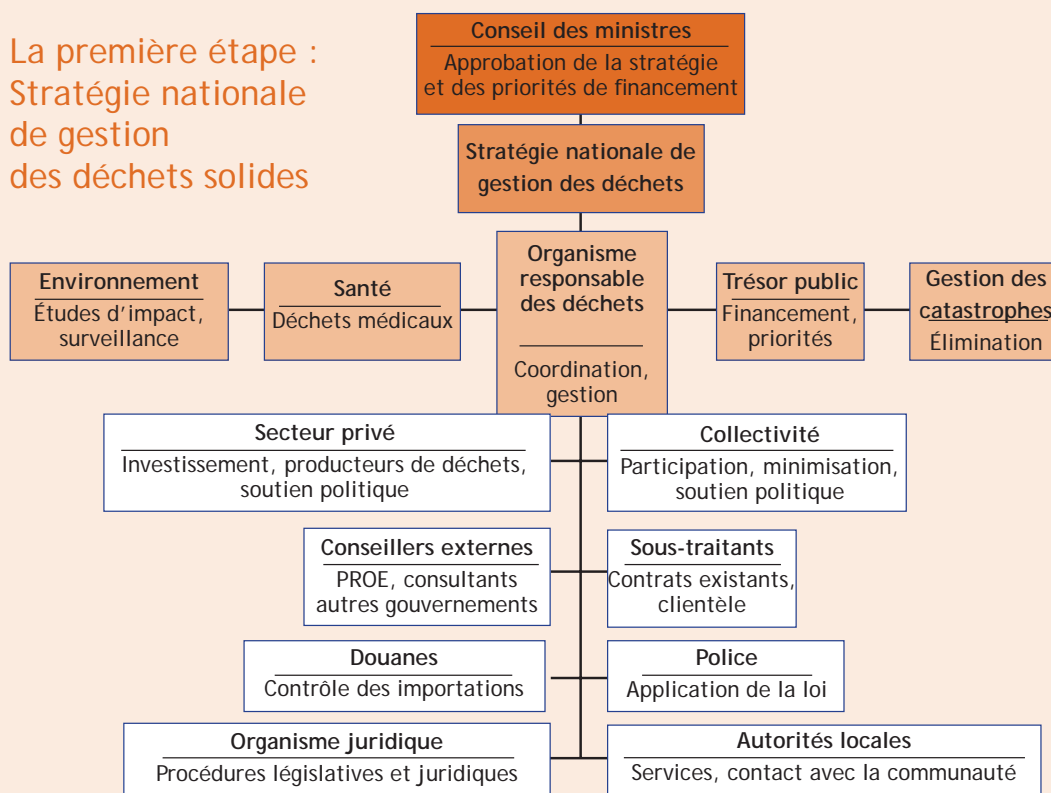 La première étape :
Stratégie nationale
de gestion
des déchets solides
Conseil des ministres
Approbation de la stratégie
et des priorités de financement
Stratégie nationale de
gestion des déchets
Environnement
Études d'impact,
surveillance
Santé
Déchets médicaux
Organisme
responsable
des déchets
Coordination,
gestion
Trésor public
Financement,
priorités
Gestion des
catastrophes
Élimination
Secteur privé
Investissement, producteurs de déchets,
soutien politique
Collectivité
Participation, minimisation,
soutien politique
Conseillers externes
PROE, consultants
autres gouvernements
Sous-traitants
Contrats existants,
clientèle
Douanes
Contrôle des importations
Police
Application de la loi
Organisme juridique
Procédures législatives et juridiques
Autorités locales
Services, contact avec la communauté